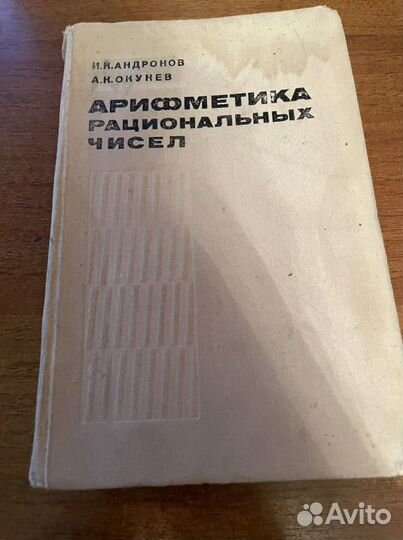 И.К.АНДРОНОВ
А.К.ОКУНЕВ
АРИФМЕТИКА
РАЦИОНАЛЬНЫХ
ЧИСЕЛ
Avito